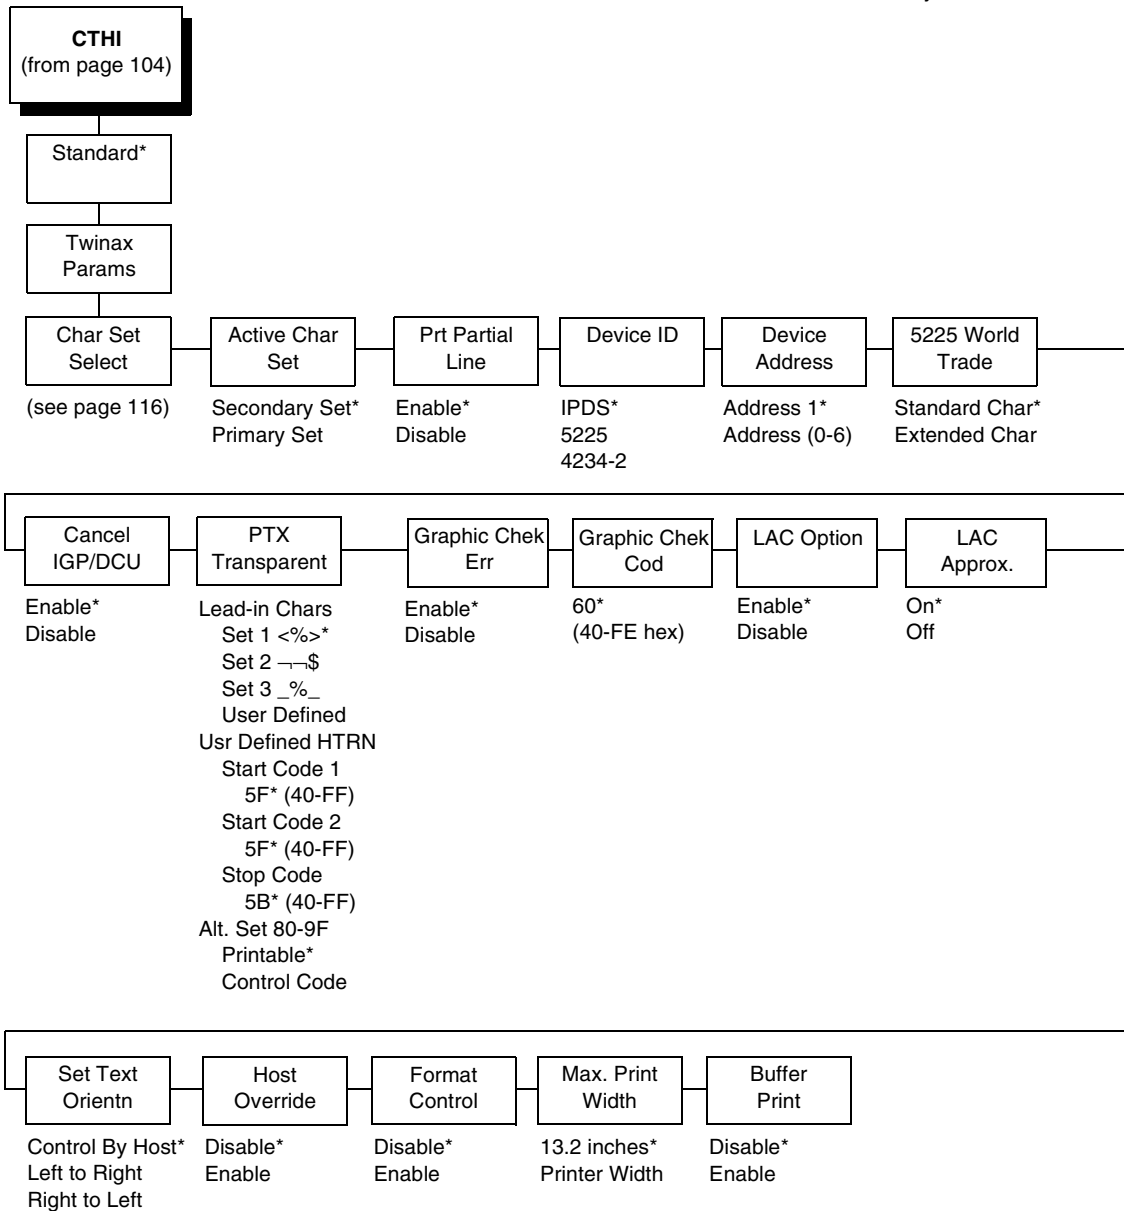 CTHI
(from page 104)
Standard*
Twinax
Params
Char Set
Select
(see page 116)
Active Char
Set
Secondary Set*
Primary Set
Prt Partial
Line
Enable*
Disable
Device ID
IPDS*
5225
4234-2
Device
Address
Address 1*
Address (0-6)
5225 World
Trade
Standard Char*
Extended Char
Cancel
IGP/DCU
Enable*
Disable
PTX
Transparent
Lead-in Chars
Set 1 <%>*
Set 2 ¬¬$
Set 3 _%_
User Defined
Usr Defined HTRN
Start Code 1
5F* (40-FF)
Start Code 2
5F* (40-FF)
Stop Code
5B* (40-FF)
Alt. Set 80-9F
Printable*
Control Code
Graphic Chek
Err
Enable*
Disable
Graphic Chek
Cod
60*
(40-FE hex)
LAC Option
Enable*
Disable
LAC
Approx.
On*
Off
Set Text
Orientn
Control By Host*
Left to Right
Right to Left
Host
Override
Disable*
Enable
Format
Control
Disable*
Enable
Max. Print
Width
13.2 inches*
Printer Width
Buffer
Print
Disable*
Enable